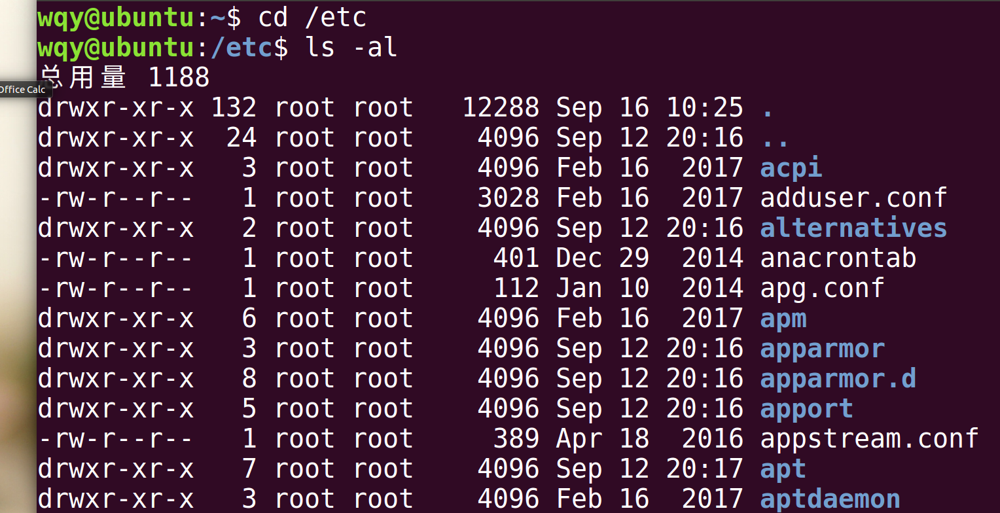 wqy@ubuntu:~$ cd /etc
wqy@ubuntu:/etc$ ls -al
总用量 1188
Office Calc
drwxr-xr-x 132 root root   12288 Sep 16 10:25 .
drwxr-xr-x  24 root root    4096 Sep 12 20:16 ..
drwxr-xr-x   3 root root    4096 Feb 16  2017 acpi
-rw-r--r--   1 root root    3028 Feb 16  2017 adduser.conf
drwxr-xr-x   2 root root    4096 Sep 12 20:16 alternatives
-rw-r--r--   1 root root     401 Dec 29  2014 anacrontab
-rw-r--r--   1 root root     112 Jan 10  2014 apg.conf
drwxr-xr-x   6 root root    4096 Feb 16  2017 apm
drwxr-xr-x   3 root root    4096 Sep 12 20:16 apparmor
drwxr-xr-x   8 root root    4096 Sep 12 20:16 apparmor.d
drwxr-xr-x   5 root root    4096 Sep 12 20:16 apport
-rw-r--r--   1 root root     389 Apr 18  2016 appstream.conf
drwxr-xr-x   7 root root    4096 Sep 12 20:17 apt
drwxr-xr-x   3 root root    4096 Feb 16  2017 aptdaemon